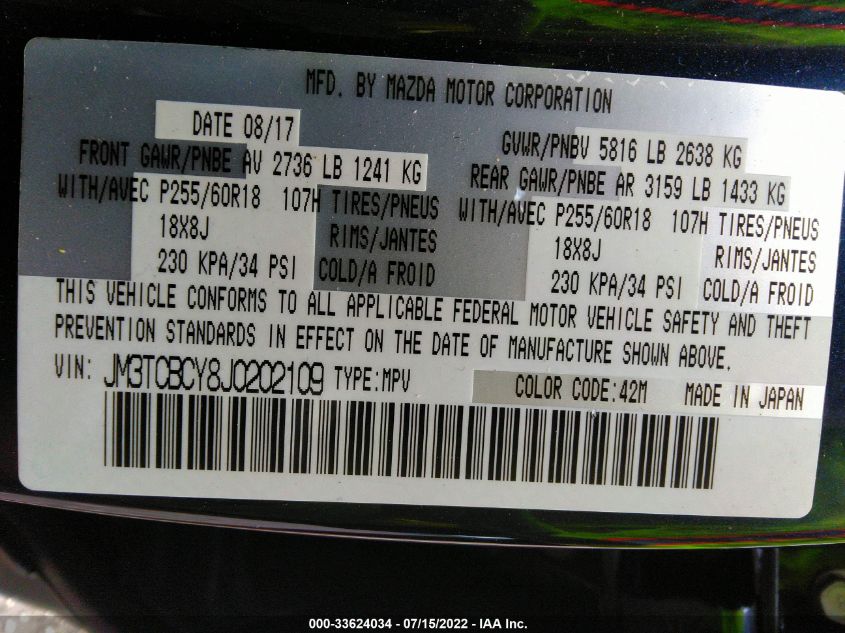 MFD. BY MAZDA MOTOR CORPORATION
DATE 08/17
GVWR/PNBV 5816 LB 2638 KG
FRONT GAWR/PNBE AV 2736 LB 1241 KG
REAR GAWR/PNBE AR 3159 LB 1433 KG
WITH/AVEC P255/60R18 107H TIRES/PNEUS
WITH/AVEC P255/60R18 107H TIRES/PNEUS
18X8J RIMS/JANTES
18X8J RIMS/JANTES
230 KPA/34 PSI COLD/A FROID
230 KPA/34 PSI COLD/A FROID
THIS VEHICLE CONFORMS TO ALL APPLICABLE FEDERAL MOTOR VEHICLE SAFETY AND THEFT
PREVENTION STANDARDS IN EFFECT ON THE DATE OF MANUFACTURE SHOWN ABOVE.
VIN: JM3TCBCY8J0202109 TYPE:MPV COLOR CODE:42M MADE IN JAPAN
000-33624034 - 07/15/2022 - IAA Inc.